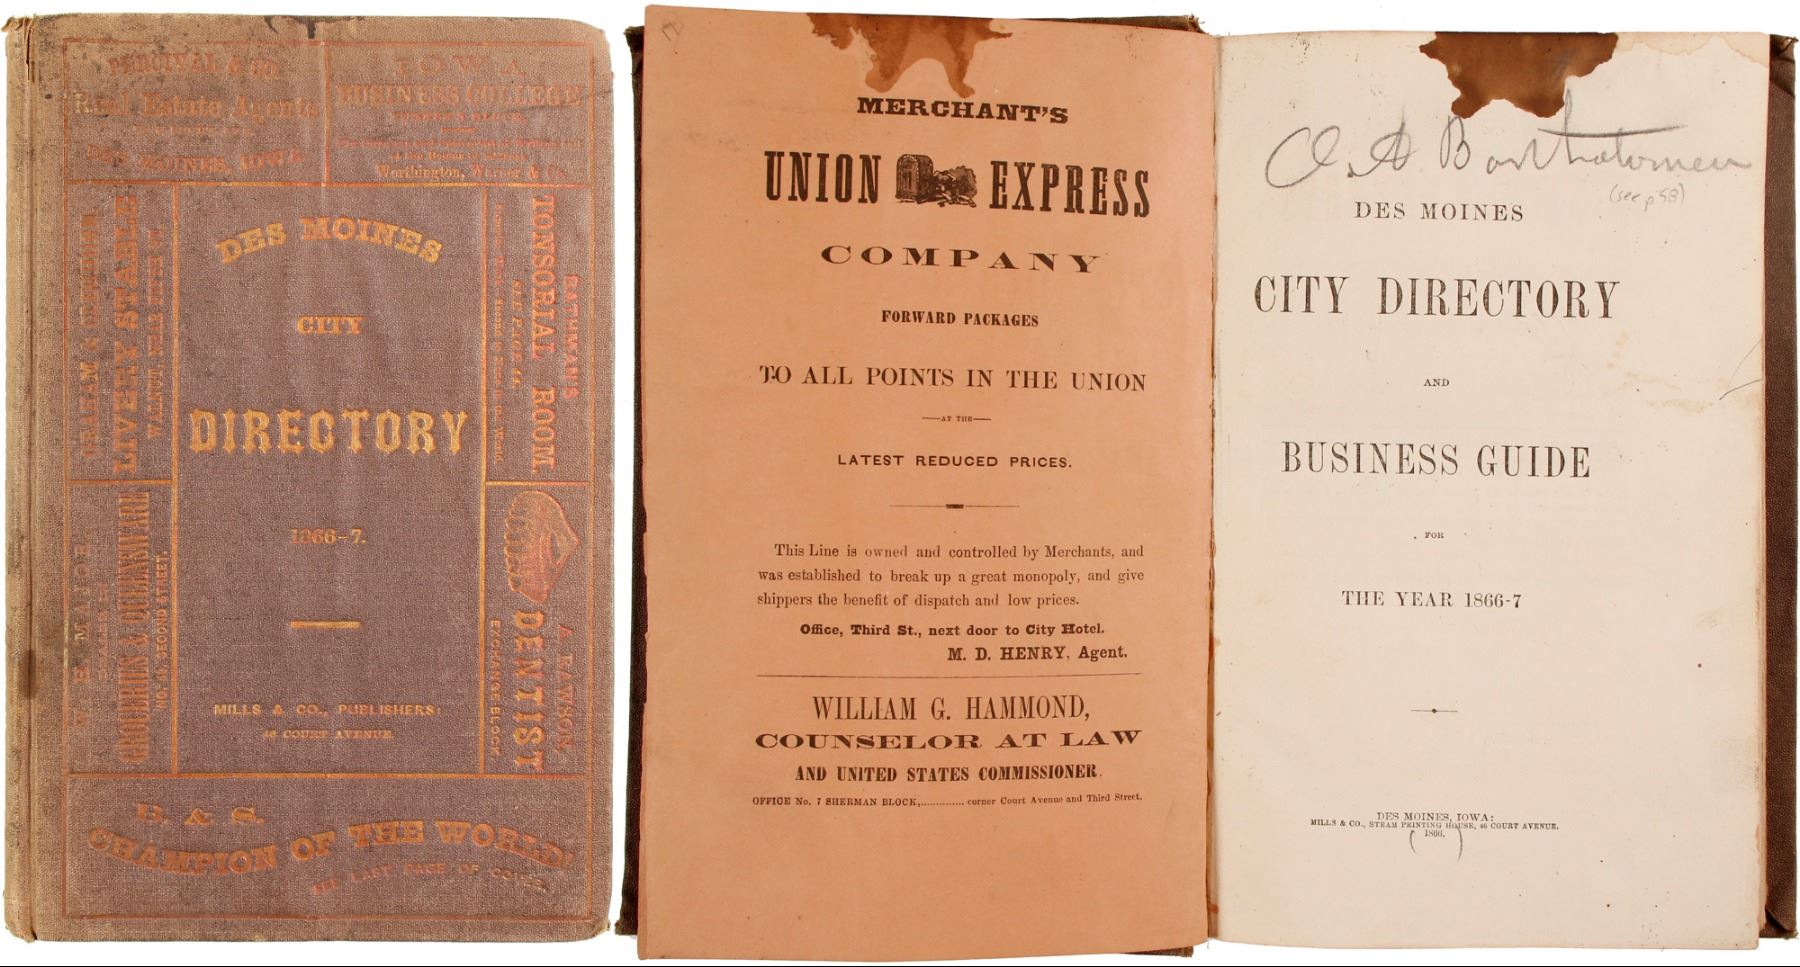 PERCIVAL & CO.
Real Estate Agents
DES MOINES, IOWA
IOWA
BUSINESS COLLEGE
Worthington, Warner & Co.
LIVERY STABLE
WALNUT, NEAR
DES MOINES
CITY
DIRECTORY
1866-7.
MILLS & CO., PUBLISHERS:
46 COURT AVENUE.
RATHMAN'S
TONSORIAL ROOM,
GROCERIES & QUEENSWARE
SECOND STREET.
DENTIST
EXCHANGE BLOCK
B. & S.
CHAMPION OF THE WORLD!
SEE LAST PAGE OF COVER.
MERCHANT'S
UNION EXPRESS
COMPANY
FORWARD PACKAGES
TO ALL POINTS IN THE UNION
—AT THE—
LATEST REDUCED PRICES.
This Line is owned and controlled by Merchants, and
was established to break up a great monopoly, and give
shippers the benefit of dispatch and low prices.
Office, Third St., next door to City Hotel.
M. D. HENRY, Agent.
WILLIAM G. HAMMOND,
COUNSELOR AT LAW
AND UNITED STATES COMMISSIONER.
OFFICE No. 7 SHERMAN BLOCK,............. corner Court Avenue and Third Street.
Bartholomew
(see p 58)
DES MOINES
CITY DIRECTORY
AND
BUSINESS GUIDE
FOR
THE YEAR 1866-7
DES MOINES, IOWA:
MILLS & CO., STEAM PRINTING HOUSE, 46 COURT AVENUE.
(1866.)